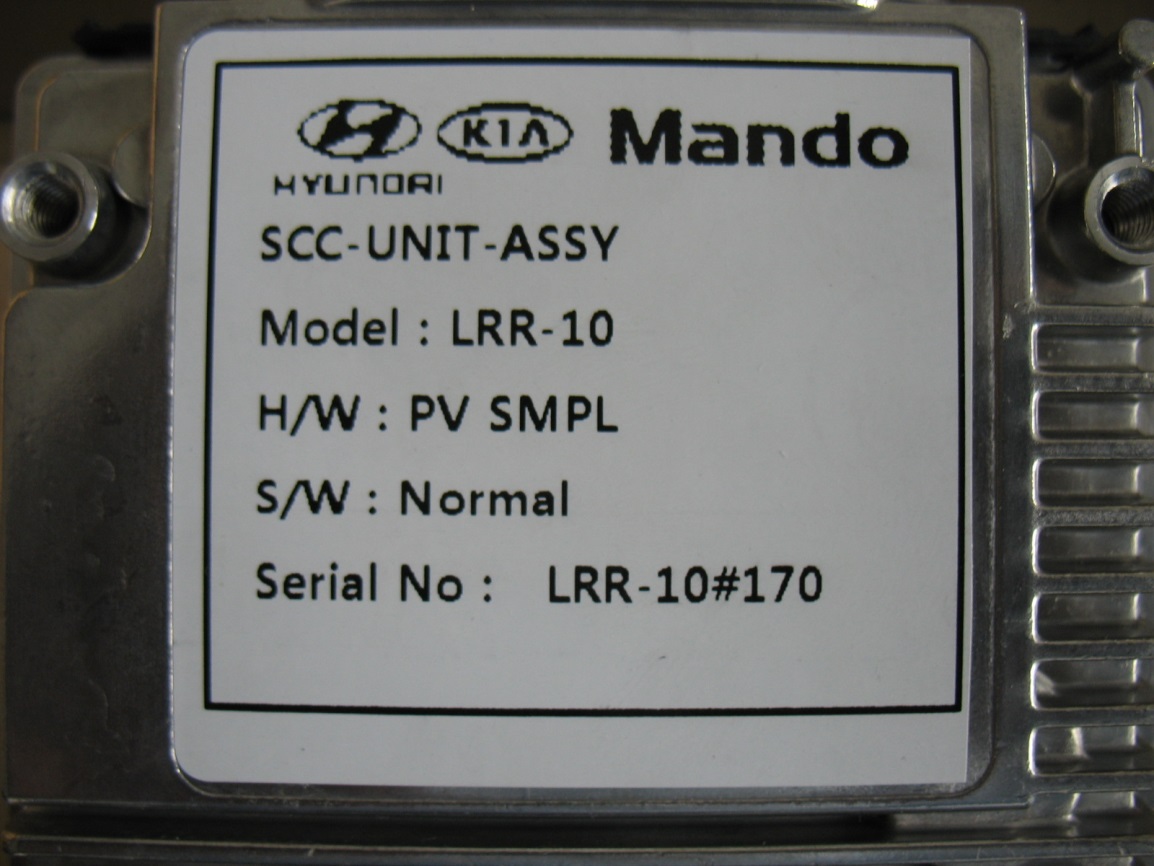 HYUNDAI KIA Mando
SCC-UNIT-ASSY
Model : LRR-10
H/W : PV SMPL
S/W : Normal
Serial No : LRR-10#170